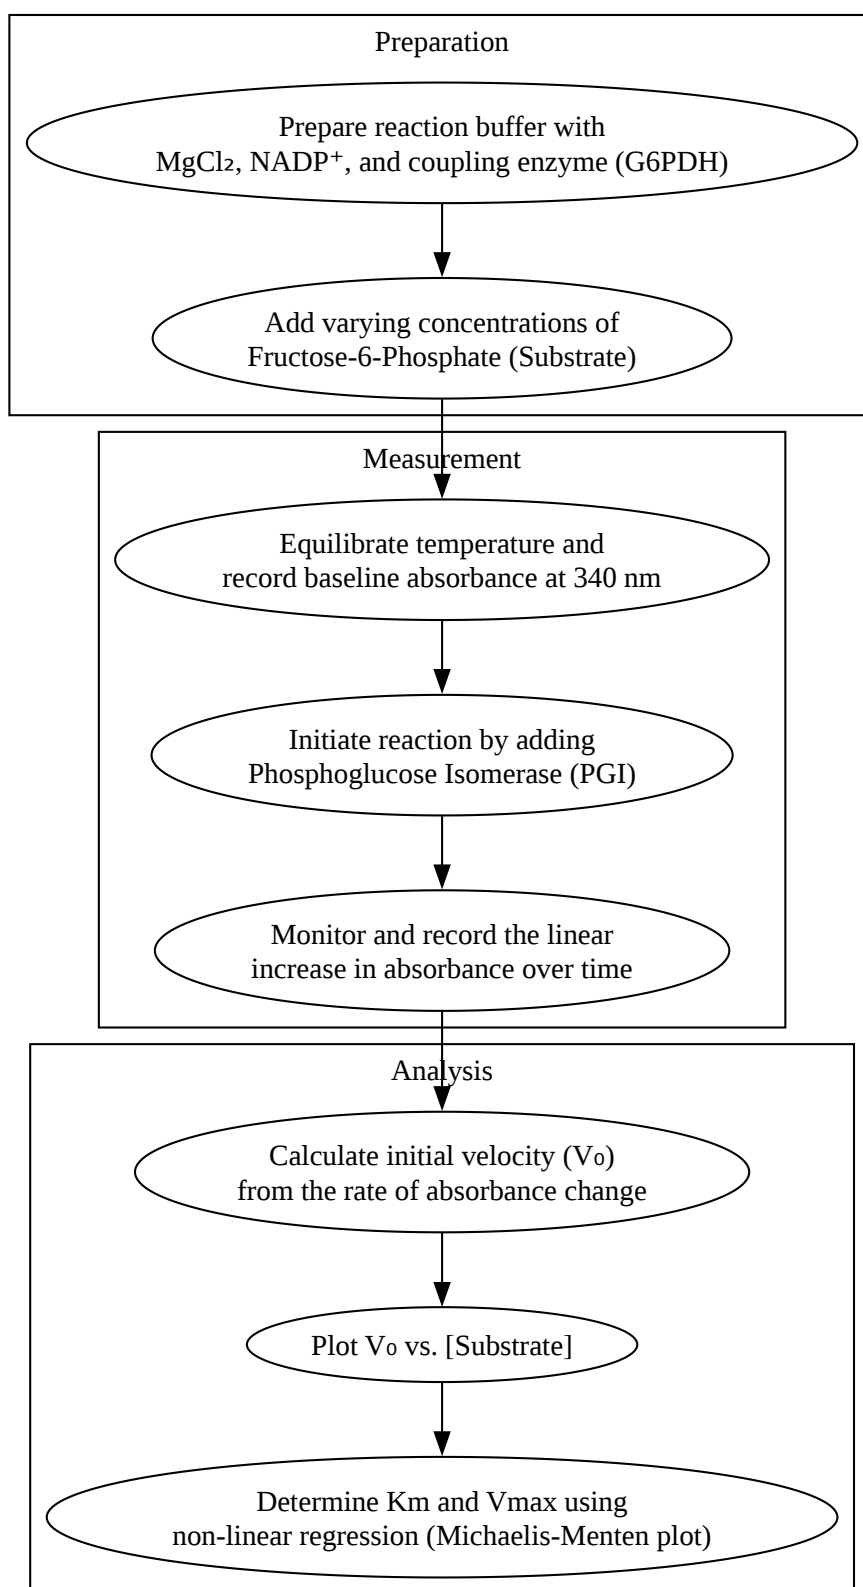 Preparation
Prepare reaction buffer with
MgCl₂, NADP⁺, and coupling enzyme (G6PDH)
Add varying concentrations of
Fructose-6-Phosphate (Substrate)
Measurement
Equilibrate temperature and
record baseline absorbance at 340 nm
Initiate reaction by adding
Phosphoglucose Isomerase (PGI)
Monitor and record the linear
increase in absorbance over time
Analysis
Calculate initial velocity (V₀)
from the rate of absorbance change
Plot V₀ vs. [Substrate]
Determine Km and Vmax using
non-linear regression (Michaelis-Menten plot)